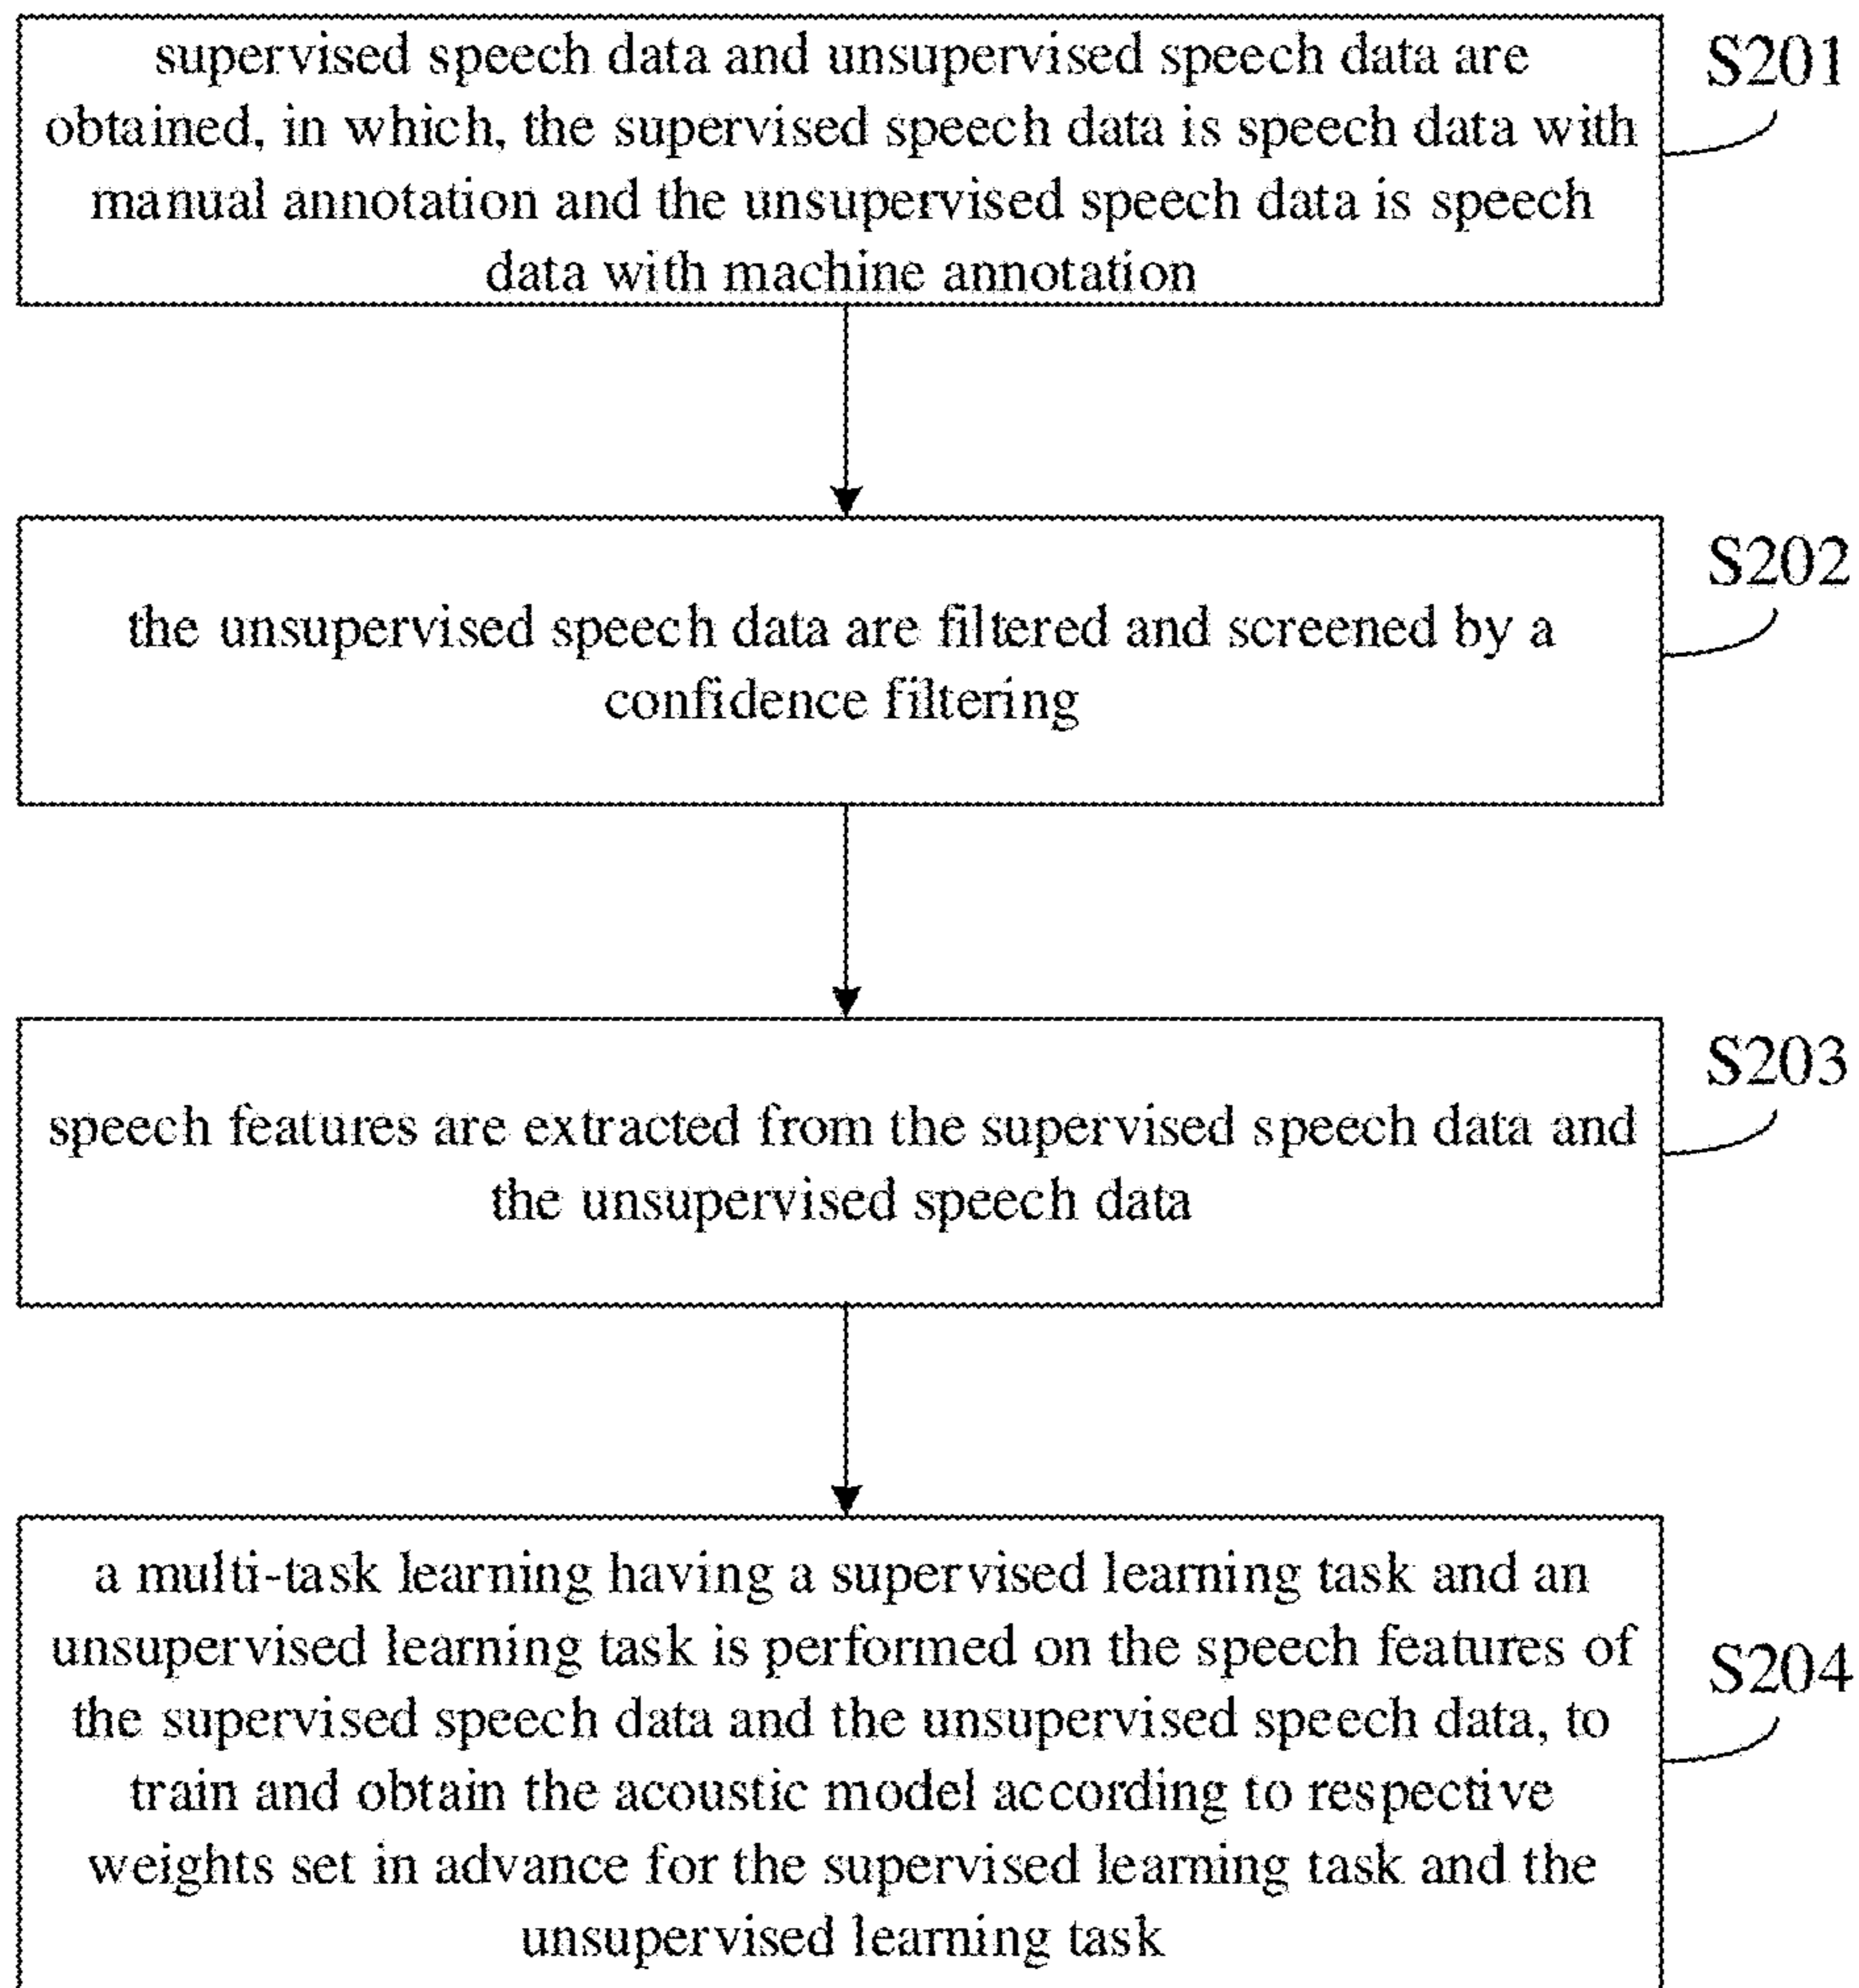 supervised speech data and unsupervised speech data are
obtained, in which, the supervised speech data is speech data with
manual annotation and the unsupervised speech data is speech
data with machine annotation
S201
the unsupervised speech data are filtered and screened by a
confidence filtering
S202
speech features are extracted from the supervised speech data and
the unsupervised speech data
S203
a multi-task learning having a supervised learning task and an
unsupervised learning task is performed on the speech features of
the supervised speech data and the unsupervised speech data, to
train and obtain the acoustic model according to respective
weights set in advance for the supervised learning task and the
unsupervised learning task
S204